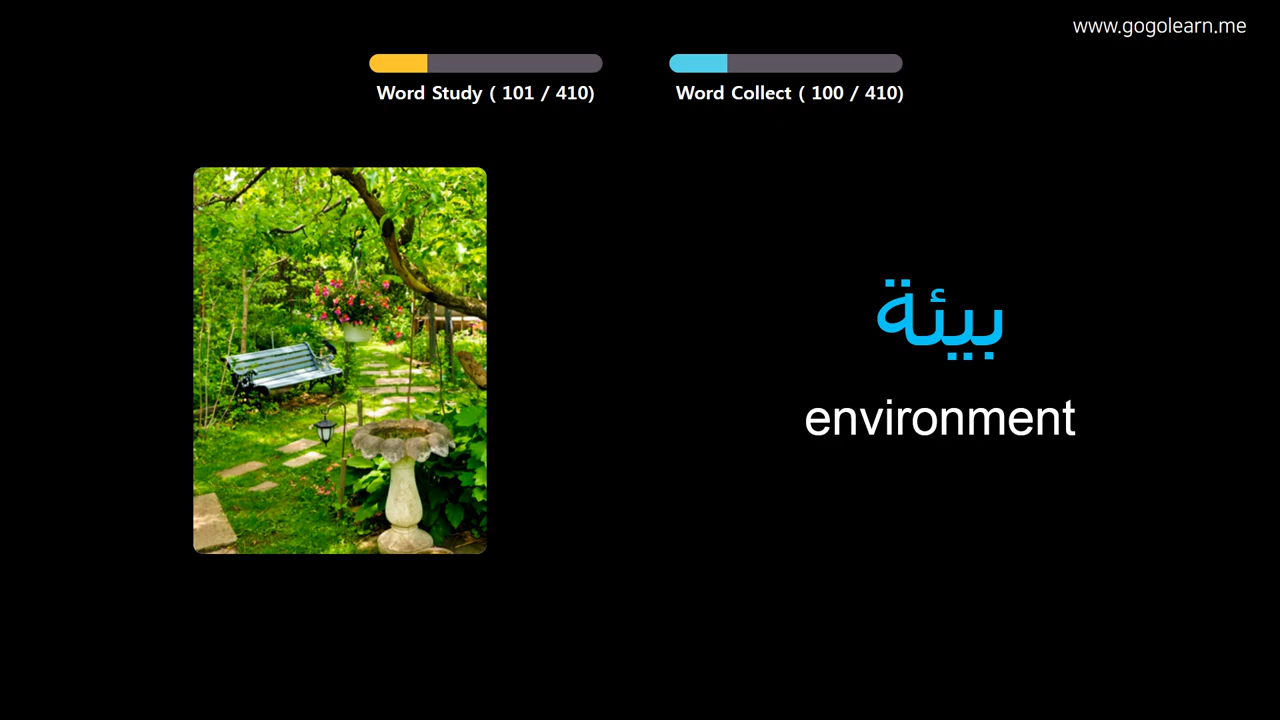 www.gogolearn.me
Word Study ( 101 / 410)
Word Collect ( 100 / 410)
بيئة
environment